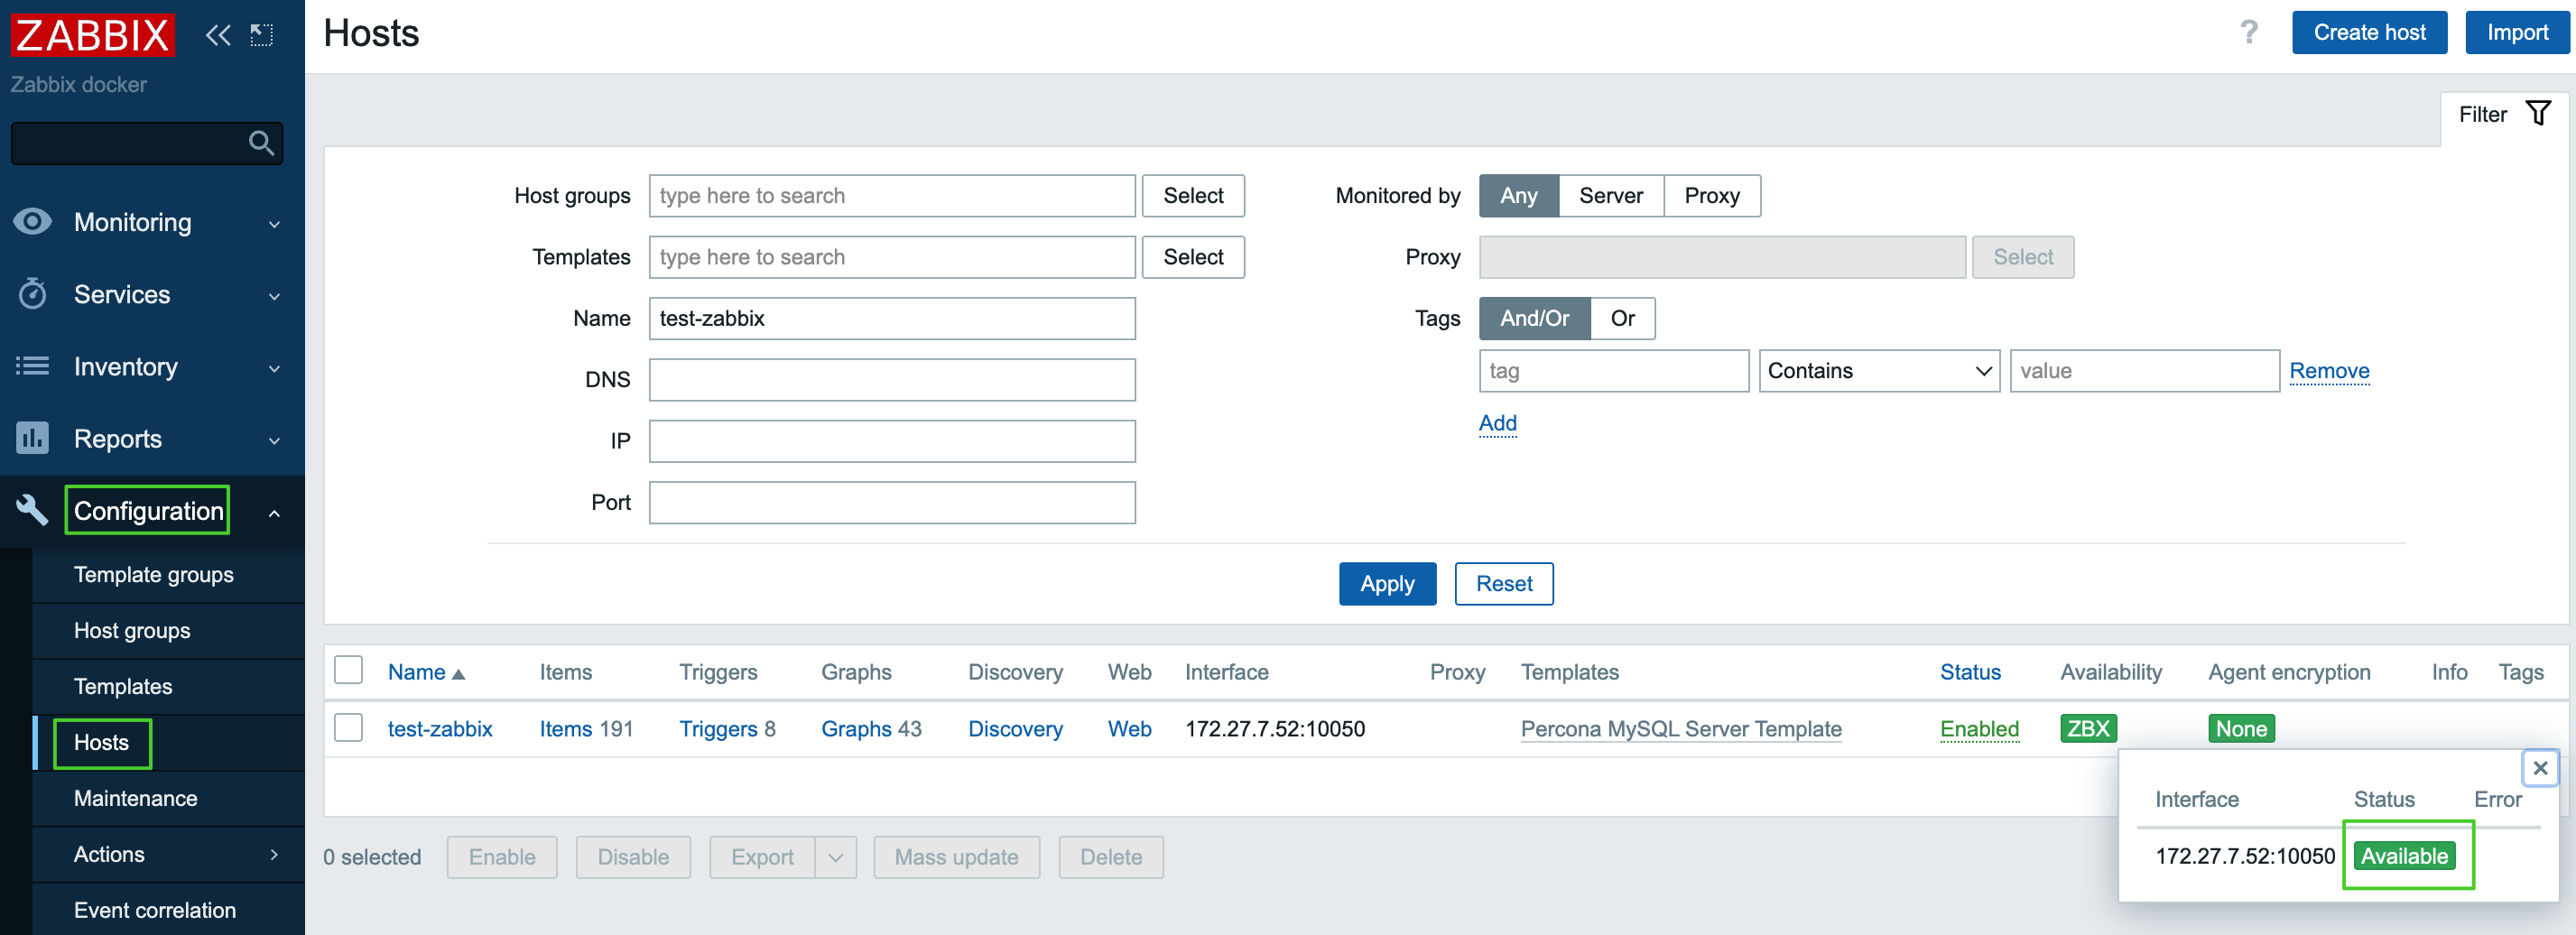 ZABBIX
Zabbix docker
Monitoring
Services
Inventory
Reports
Configuration
Template groups
Host groups
Templates
Hosts
Maintenance
Actions
Event correlation
Hosts
? Create host Import
Filter
Host groups type here to search Select
Templates type here to search Select
Name test-zabbix
DNS
IP
Port
Monitored by Any Server Proxy
Proxy Select
Tags And/Or Or
tag Contains value Remove
Add
Apply Reset
Name Items Triggers Graphs Discovery Web Interface Proxy Templates Status Availability Agent encryption Info Tags
test-zabbix Items 191 Triggers 8 Graphs 43 Discovery Web 172.27.7.52:10050 Percona MySQL Server Template Enabled ZBX None
Interface Status Error
172.27.7.52:10050 Available
0 selected Enable Disable Export Mass update Delete